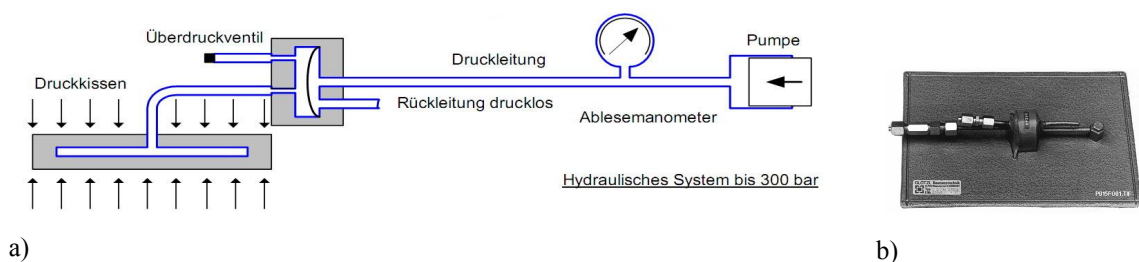 Überdruckventil
Druckkissen
Druckleitung
Rückleitung drucklos
Ablesemanometer
Pumpe
Hydraulisches System bis 300 bar
a)
b)